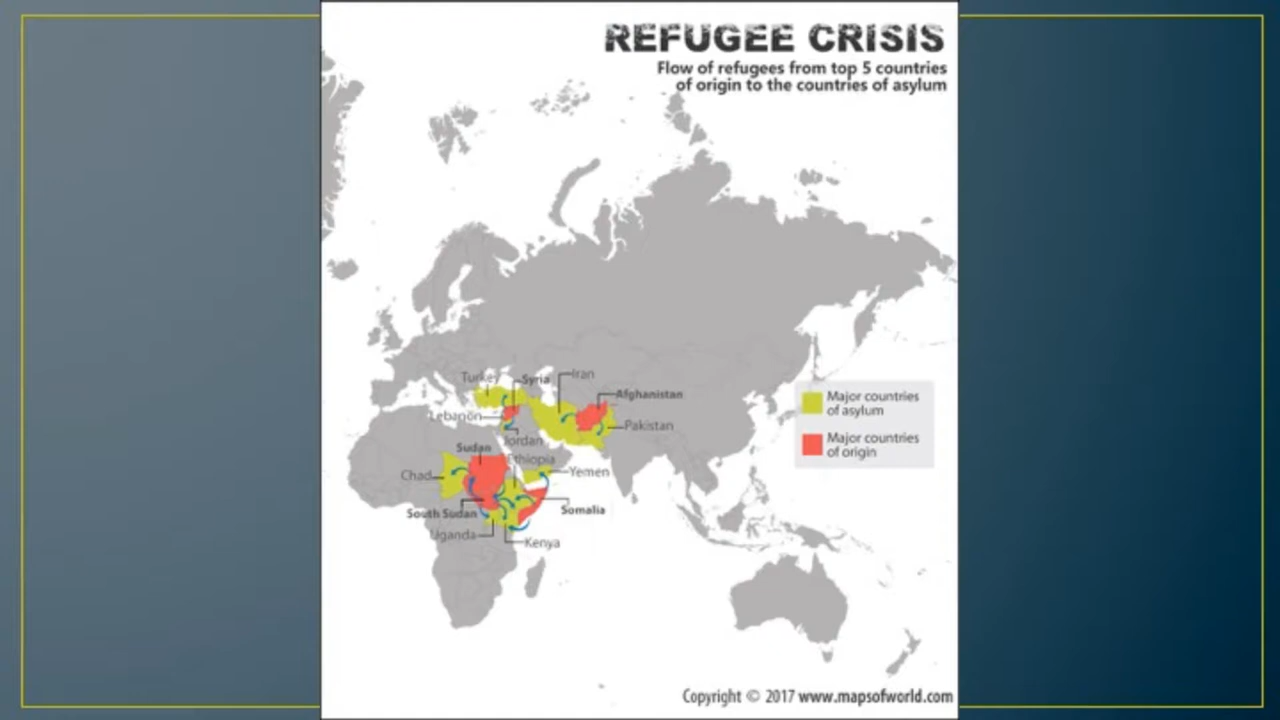 REFUGEE CRISIS
Flow of refugees from top 5 countries
of origin to the countries of asylum
Turkey
Syria
Iran
Afghanistan
Lebanon
Pakistan
Jordan
Sudan
Ethiopia
Chad
Yemen
South Sudan
Somalia
Uganda
Kenya
Major countries
of asylum
Major countries
of origin
Copyright © 2017 www.mapsofworld.com